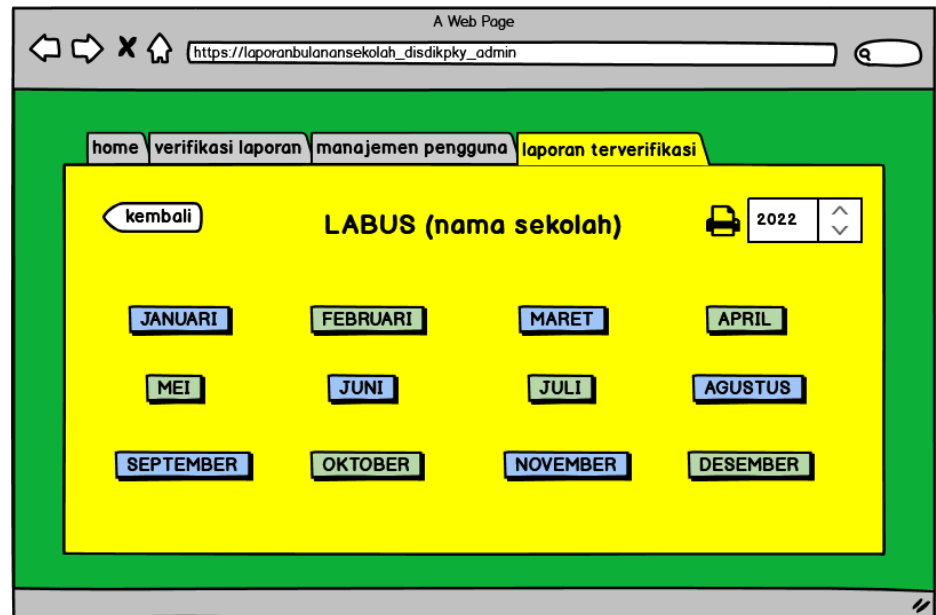 A Web Page
https://laporanbulanansekolah_disdikpky_admin
home verifikasi laporan manajemen pengguna laporan terverifikasi
kembali LABUS (nama sekolah) 2022
JANUARI FEBRUARI MARET APRIL
MEI JUNI JULI AGUSTUS
SEPTEMBER OKTOBER NOVEMBER DESEMBER